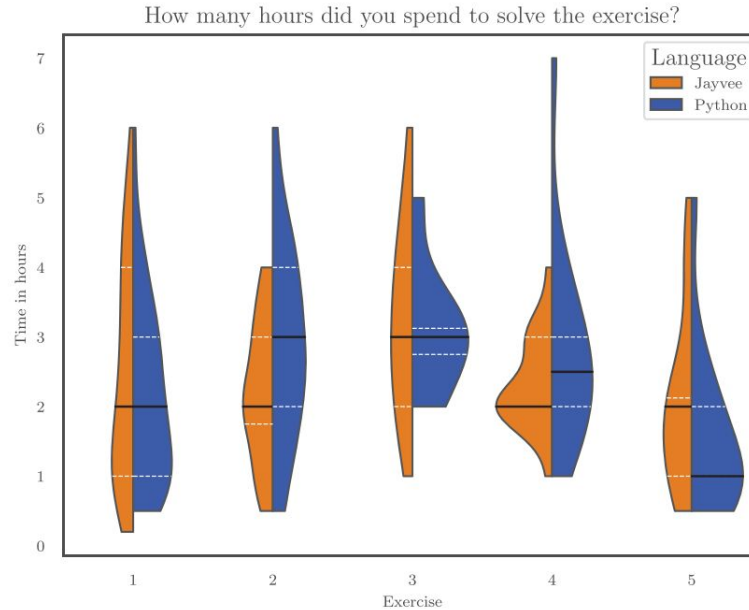 How many hours did you spend to solve the exercise?
Language
Jayvee
Python
7
6
5
4
3
2
1
0
Time in hours
1 2 3 4 5
Exercise